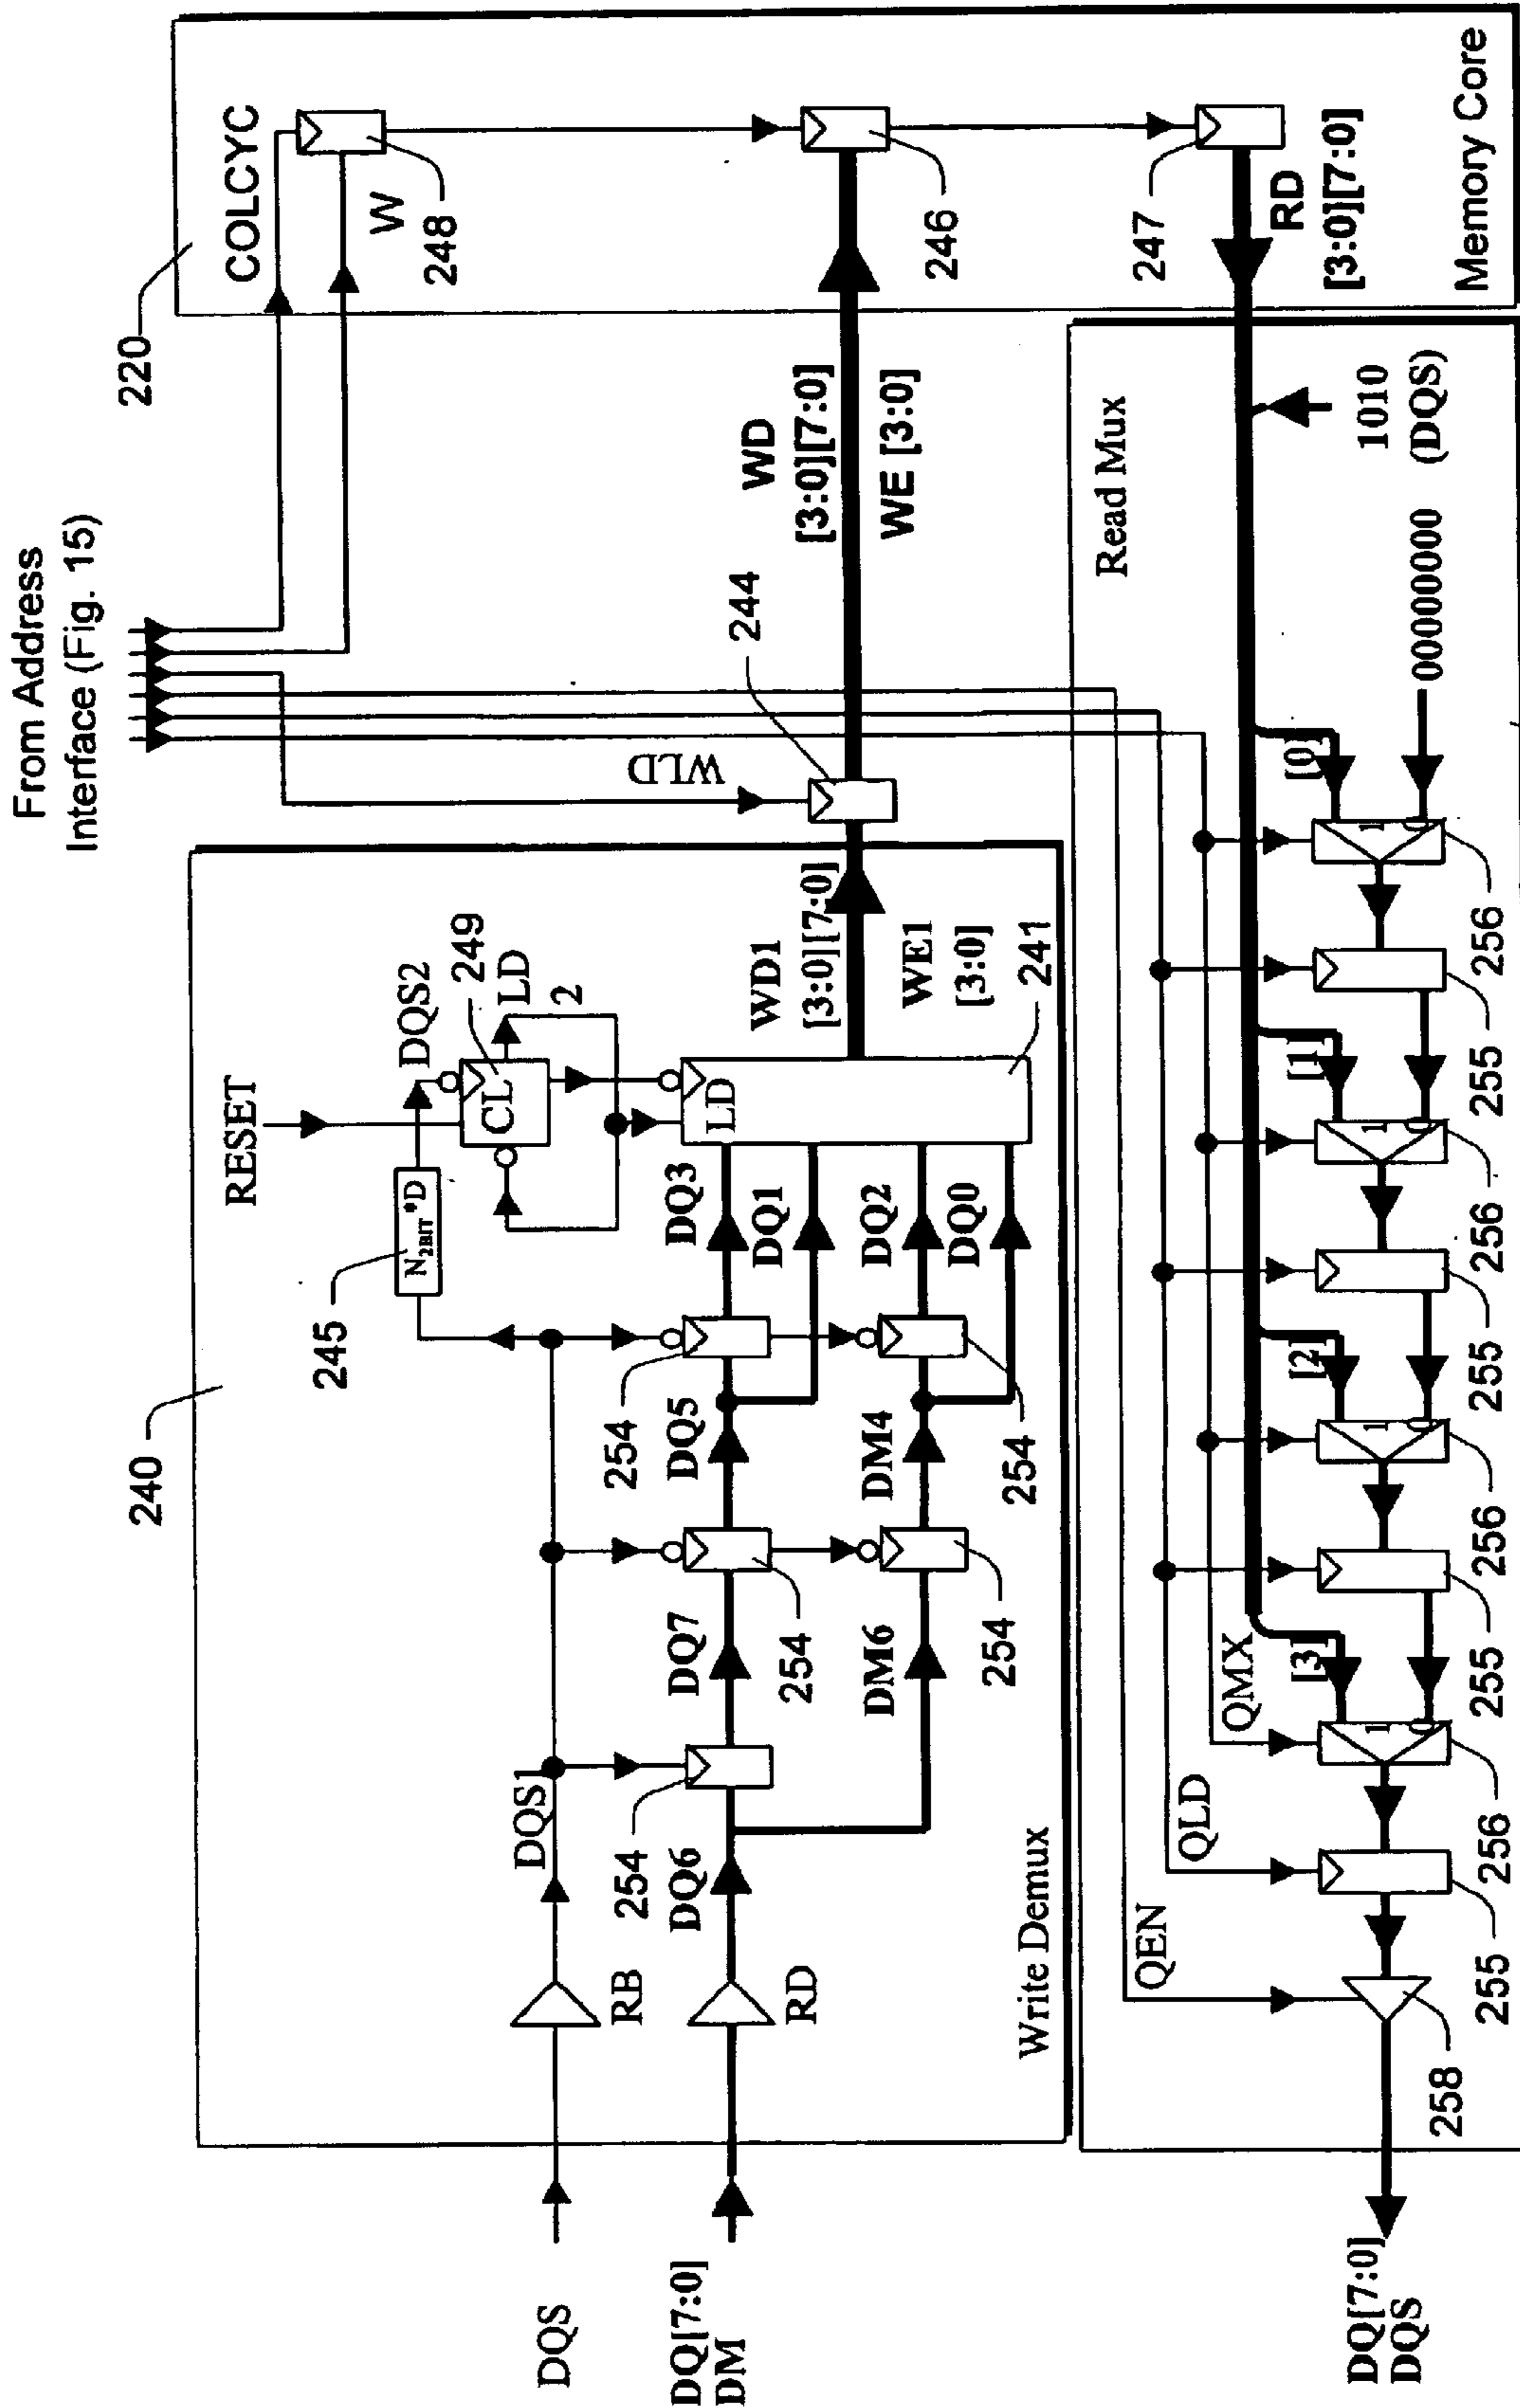 From Address
Interface (Fig. 15)
220
COLCYC
W
248
246
247
RD
[3:0][7:0]
Memory Core
WD
[3:0][7:0]
WE [3:0]
244
WLD
240
RESET
DQS2
249
LD
2
CL
N2BIT*D
245
LD
WD1
[3:0][7:0]
WE1
[3:0]
241
DQ3
DQ1
DQ2
DQ0
254
254
DQ5
DM4
254
254
DQ7
DM6
DQS1
254
DQ6
RB
RD
Write Demux
DQS
DQ[7:0]
DM
Read Mux
1010
(DQS)
00000000
[0]
1
0
256
255
[1]
1
0
256
255
[2]
1
0
256
255
[3]
1
0
256
255
QMX
QLD
QEN
258
DQ[7:0]
DQS